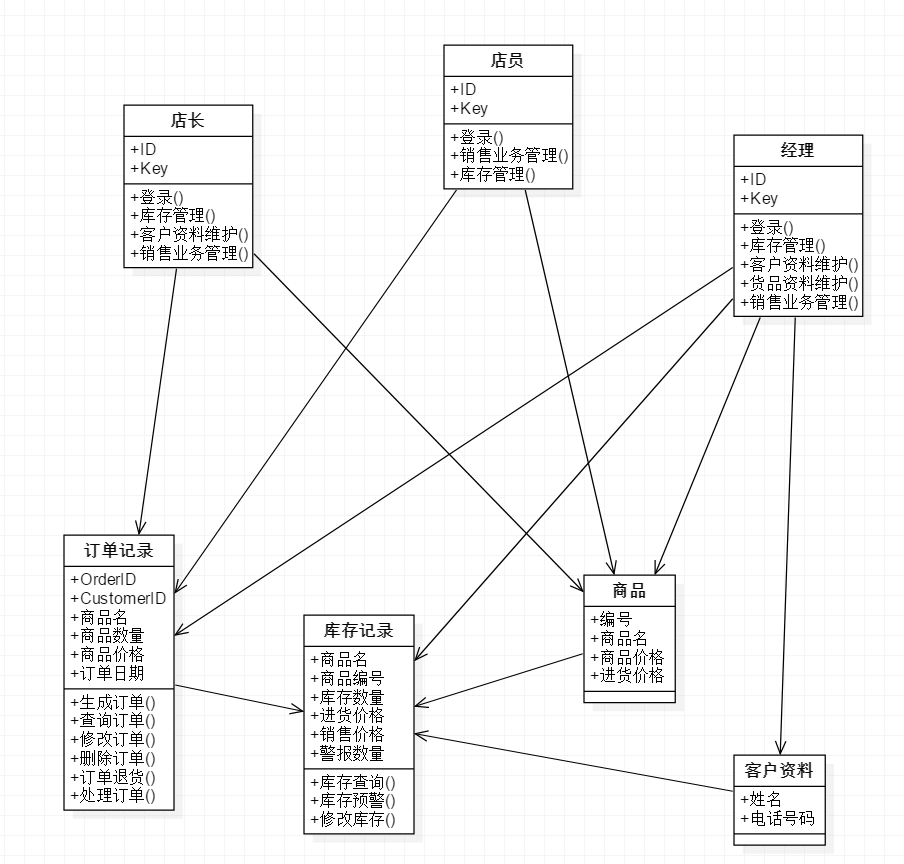 店员
+ID
+Key
+登录()
+销售业务管理()
+库存管理()
店长
+ID
+Key
+登录()
+库存管理()
+客户资料维护()
+销售业务管理()
经理
+ID
+Key
+登录()
+库存管理()
+客户资料维护()
+货品资料维护()
+销售业务管理()
订单记录
+OrderID
+CustomerID
+商品名
+商品数量
+商品价格
+订单日期
+生成订单()
+查询订单()
+修改订单()
+删除订单()
+订单退货()
+处理订单()
库存记录
+商品名
+商品编号
+库存数量
+进货价格
+销售价格
+警报数量
+库存查询()
+库存预警()
+修改库存()
商品
+编号
+商品名
+商品价格
+进货价格
客户资料
+姓名
+电话号码